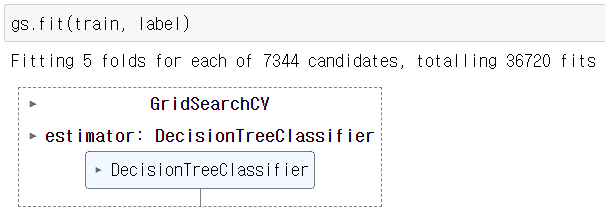 gs.fit(train, label)
Fitting 5 folds for each of 7344 candidates, totalling 36720 fits
▸ GridSearchCV
▸ estimator: DecisionTreeClassifier
▸ DecisionTreeClassifier